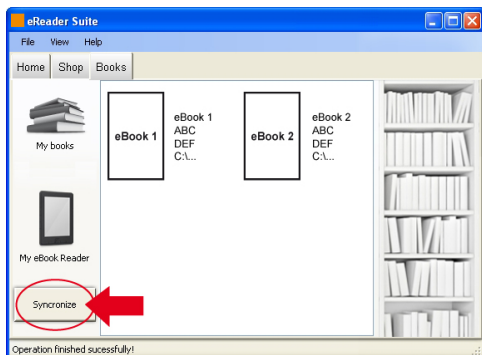 eReader Suite
File View Help
Home Shop Books
My books
eBook 1
eBook 1
ABC
DEF
C:\...
eBook 2
eBook 2
ABC
DEF
C:\...
My eBook Reader
Syncronize
Operation finished sucessfully!